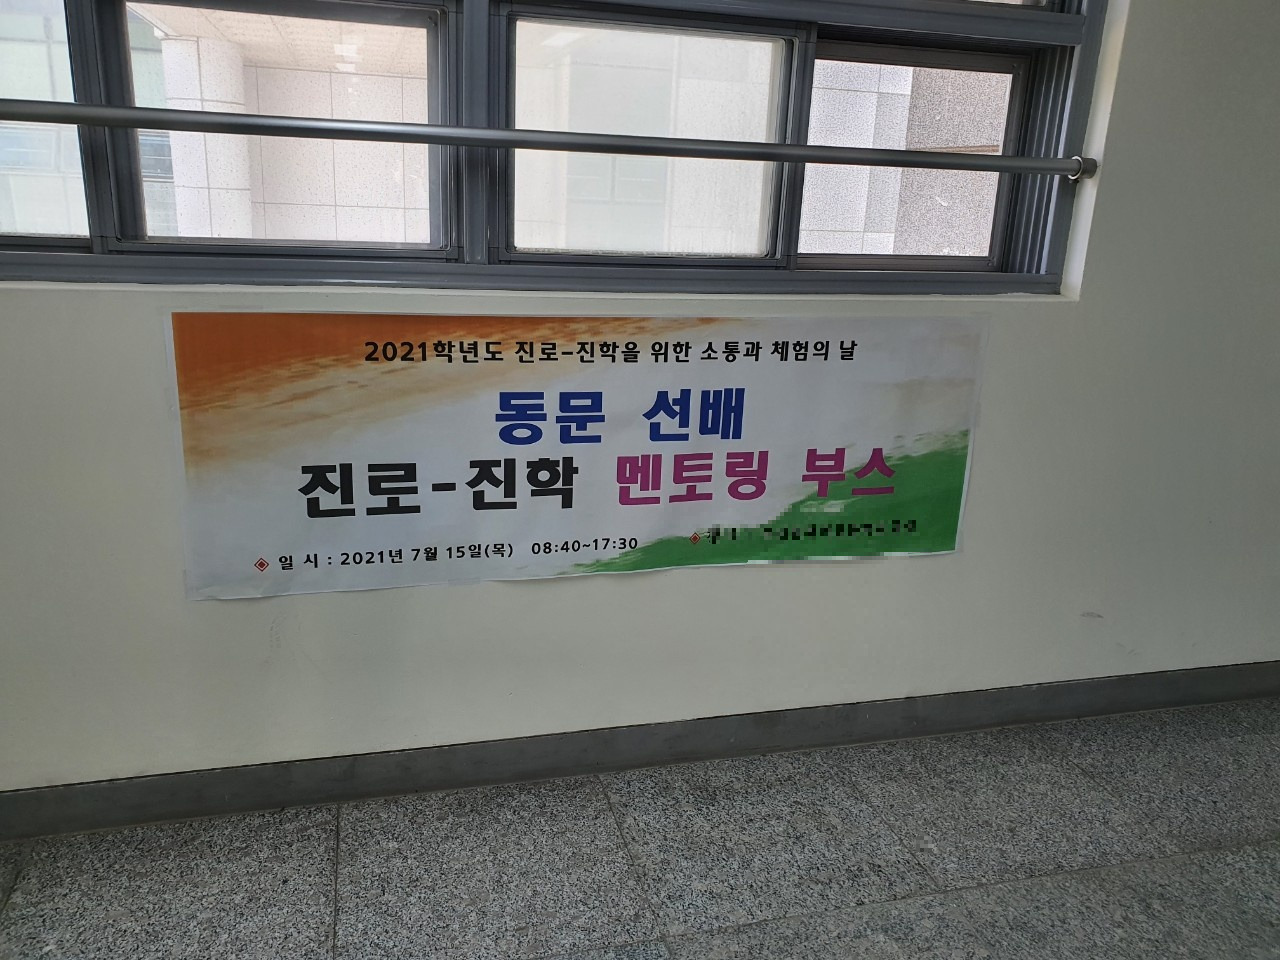 2021학년도 진로-진학을 위한 소통과 체험의 날
동문 선배
진로-진학 멘토링 부스
◈ 일 시 : 2021년 7월 15일(목) 08:40~17:30